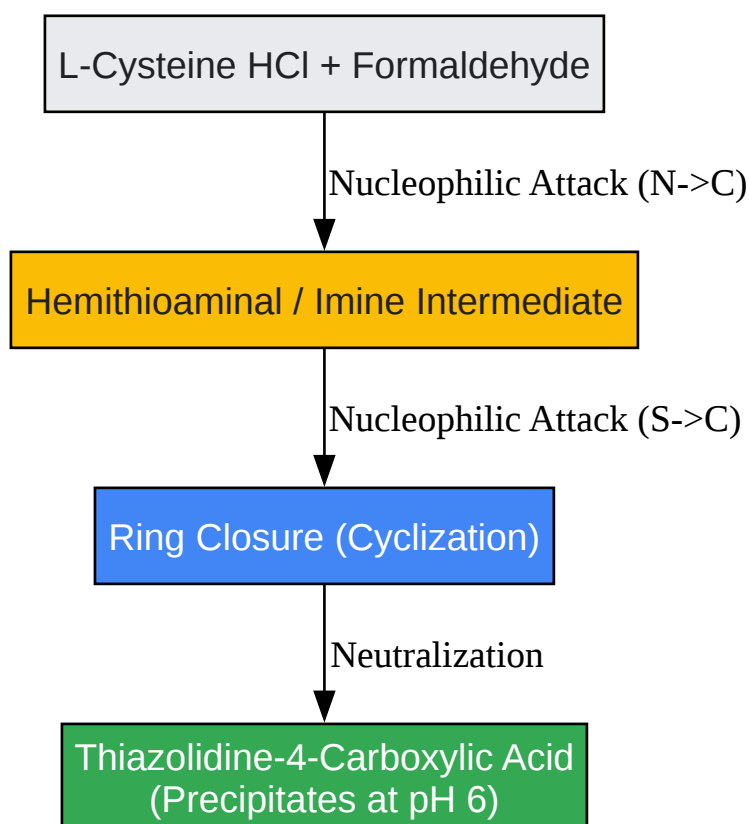 L-Cysteine HCl + Formaldehyde
Nucleophilic Attack (N->C)
Hemithioaminal / Imine Intermediate
Nucleophilic Attack (S->C)
Ring Closure (Cyclization)
Neutralization
Thiazolidine-4-Carboxylic Acid
(Precipitates at pH 6)